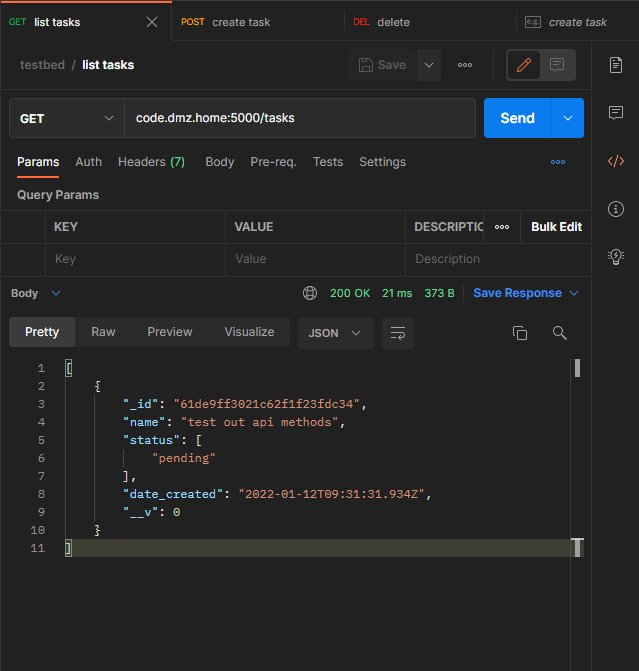 GET list tasks POST create task DEL delete e.g. create task
testbed / list tasks Save
GET code.dmz.home:5000/tasks Send
Params Auth Headers (7) Body Pre-req. Tests Settings
Query Params
KEY VALUE DESCRIPTIC Bulk Edit
Key Value Description
Body 200 OK 21 ms 373 B Save Response
Pretty Raw Preview Visualize JSON
1 [
2 {
3 "_id": "61de9ff3021c62f1f23fdc34",
4 "name": "test out api methods",
5 "status": [
6 "pending"
7 ],
8 "date_created": "2022-01-12T09:31:31.934Z",
9 "__v": 0
10 }
11 ]